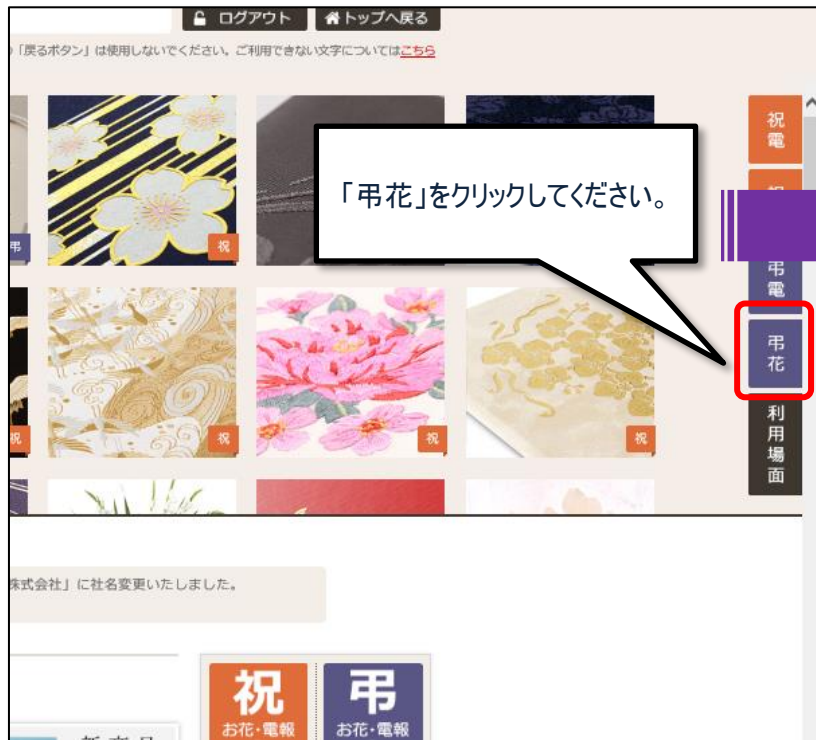 ログアウト
トップへ戻る
「戻るボタン」は使用しないでください。ご利用できない文字についてはこちら
祝電
「弔花」をクリックしてください。
弔
祝
弔電
弔花
祝
祝
祝
祝
利用場面
株式会社」に社名変更いたしました。
祝
お花・電報
弔
お花・電報